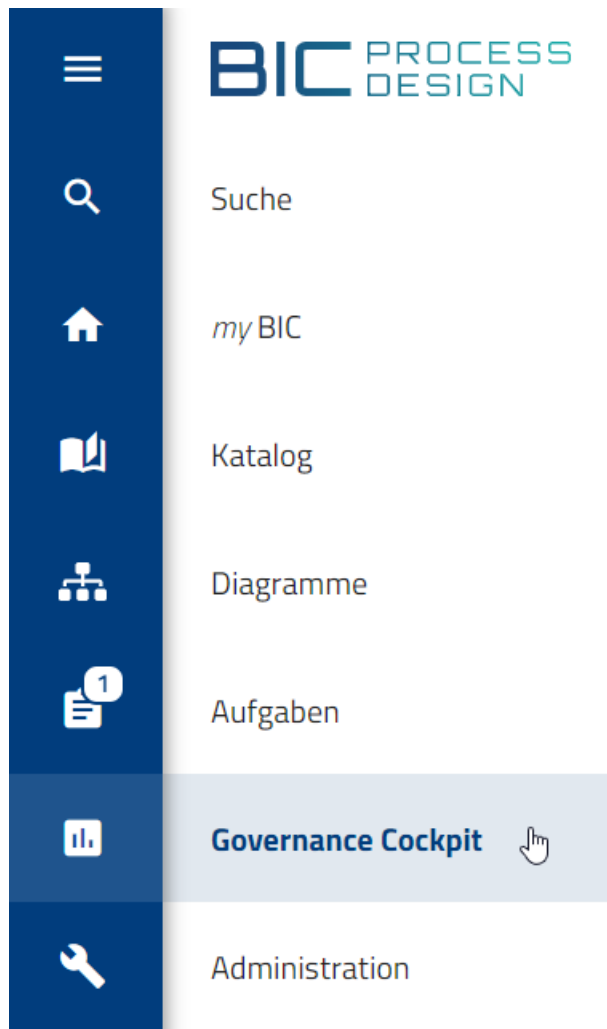 BIC PROCESS
DESIGN
Suche
my BIC
Katalog
Diagramme
1
Aufgaben
Governance Cockpit
Administration